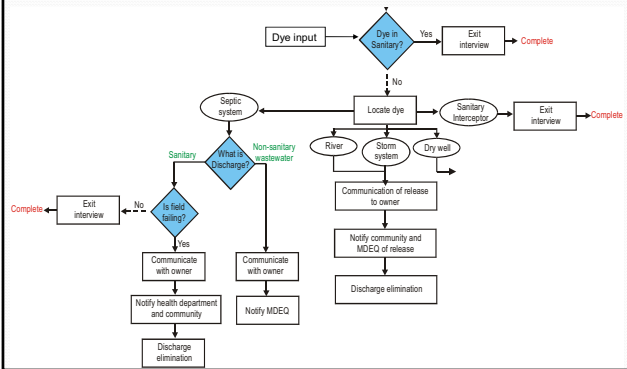 Dye input
Dye in
Sanitary?
Yes
Exit
interview
Complete
No
Septic
system
Locate dye
Sanitary
Interceptor
Exit
interview
Complete
River
Storm
system
Dry well
Sanitary
What is
Discharge?
Non-sanitary
wastewater
Communication of release
to owner
Complete
Exit
interview
No
Is field
failing?
Yes
Notify community and
MDEQ of release
Communicate
with owner
Communicate
with owner
Discharge elimination
Notify health department
and community
Notify MDEQ
Discharge
elimination